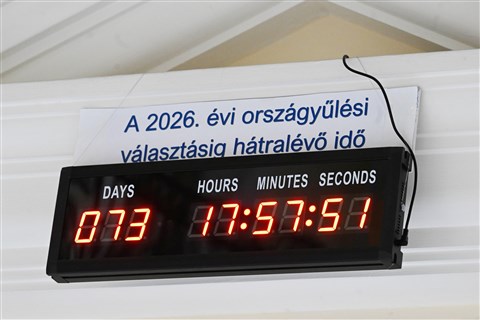 A 2026. évi országgyűlési
választásig hátralévő idő
DAYS HOURS MINUTES SECONDS
073 17:57:51